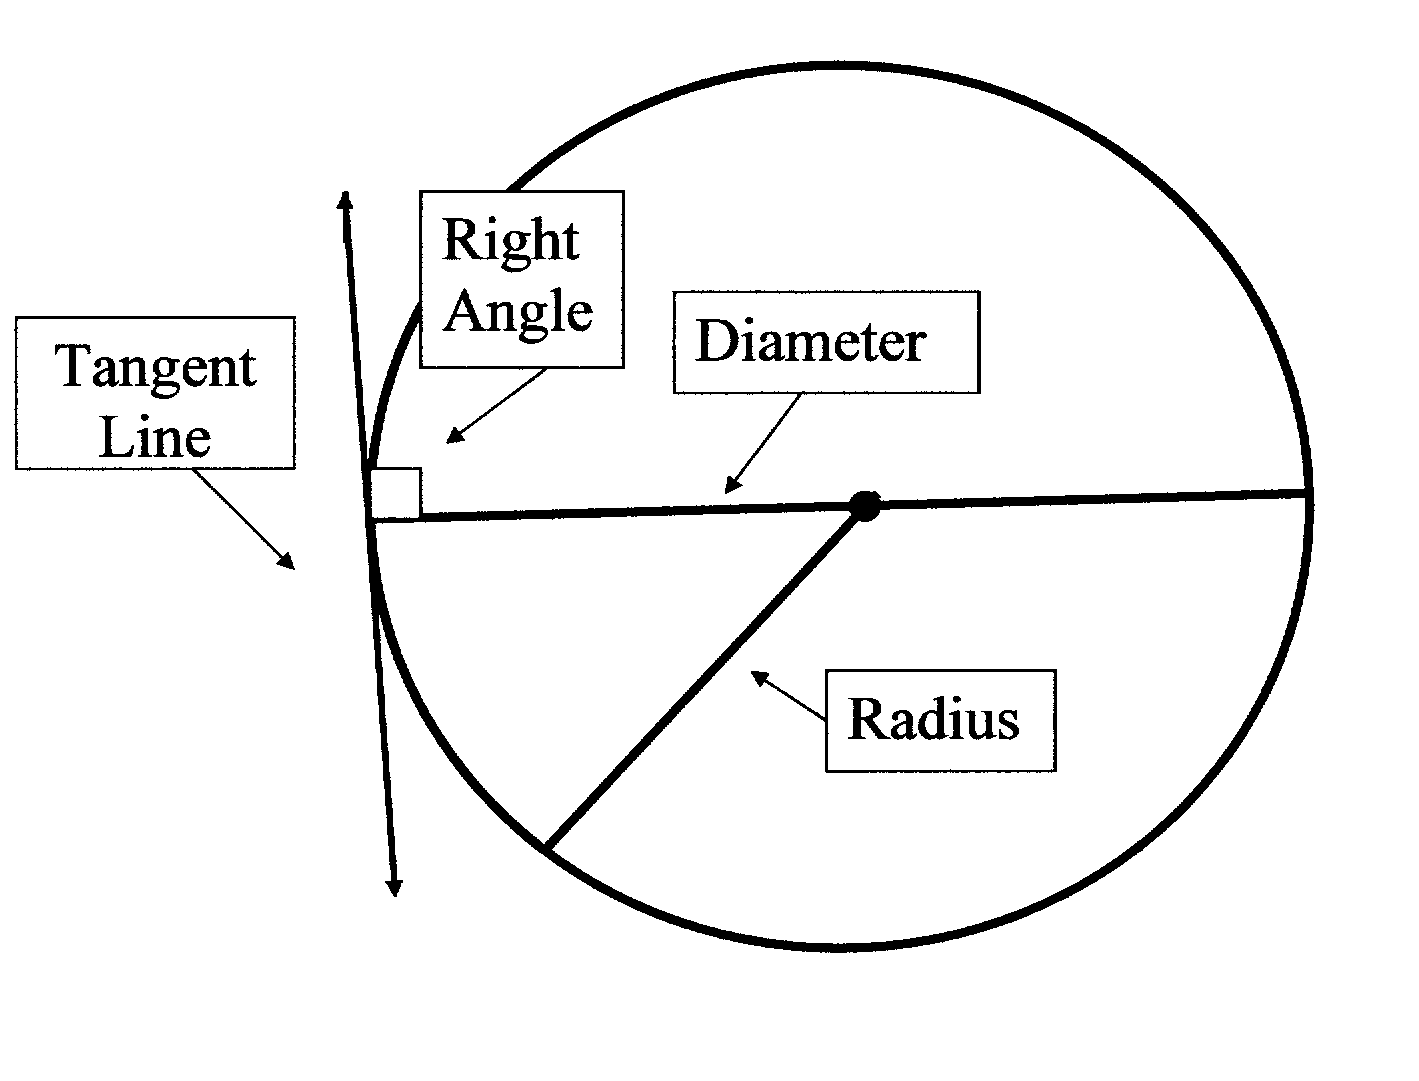 Right
Angle
Diameter
Tangent
Line
Radius